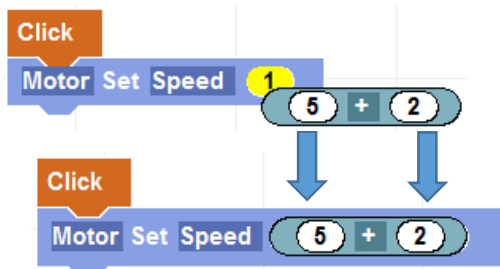 Click
Motor Set Speed 1
5 + 2
Click
Motor Set Speed 5 + 2